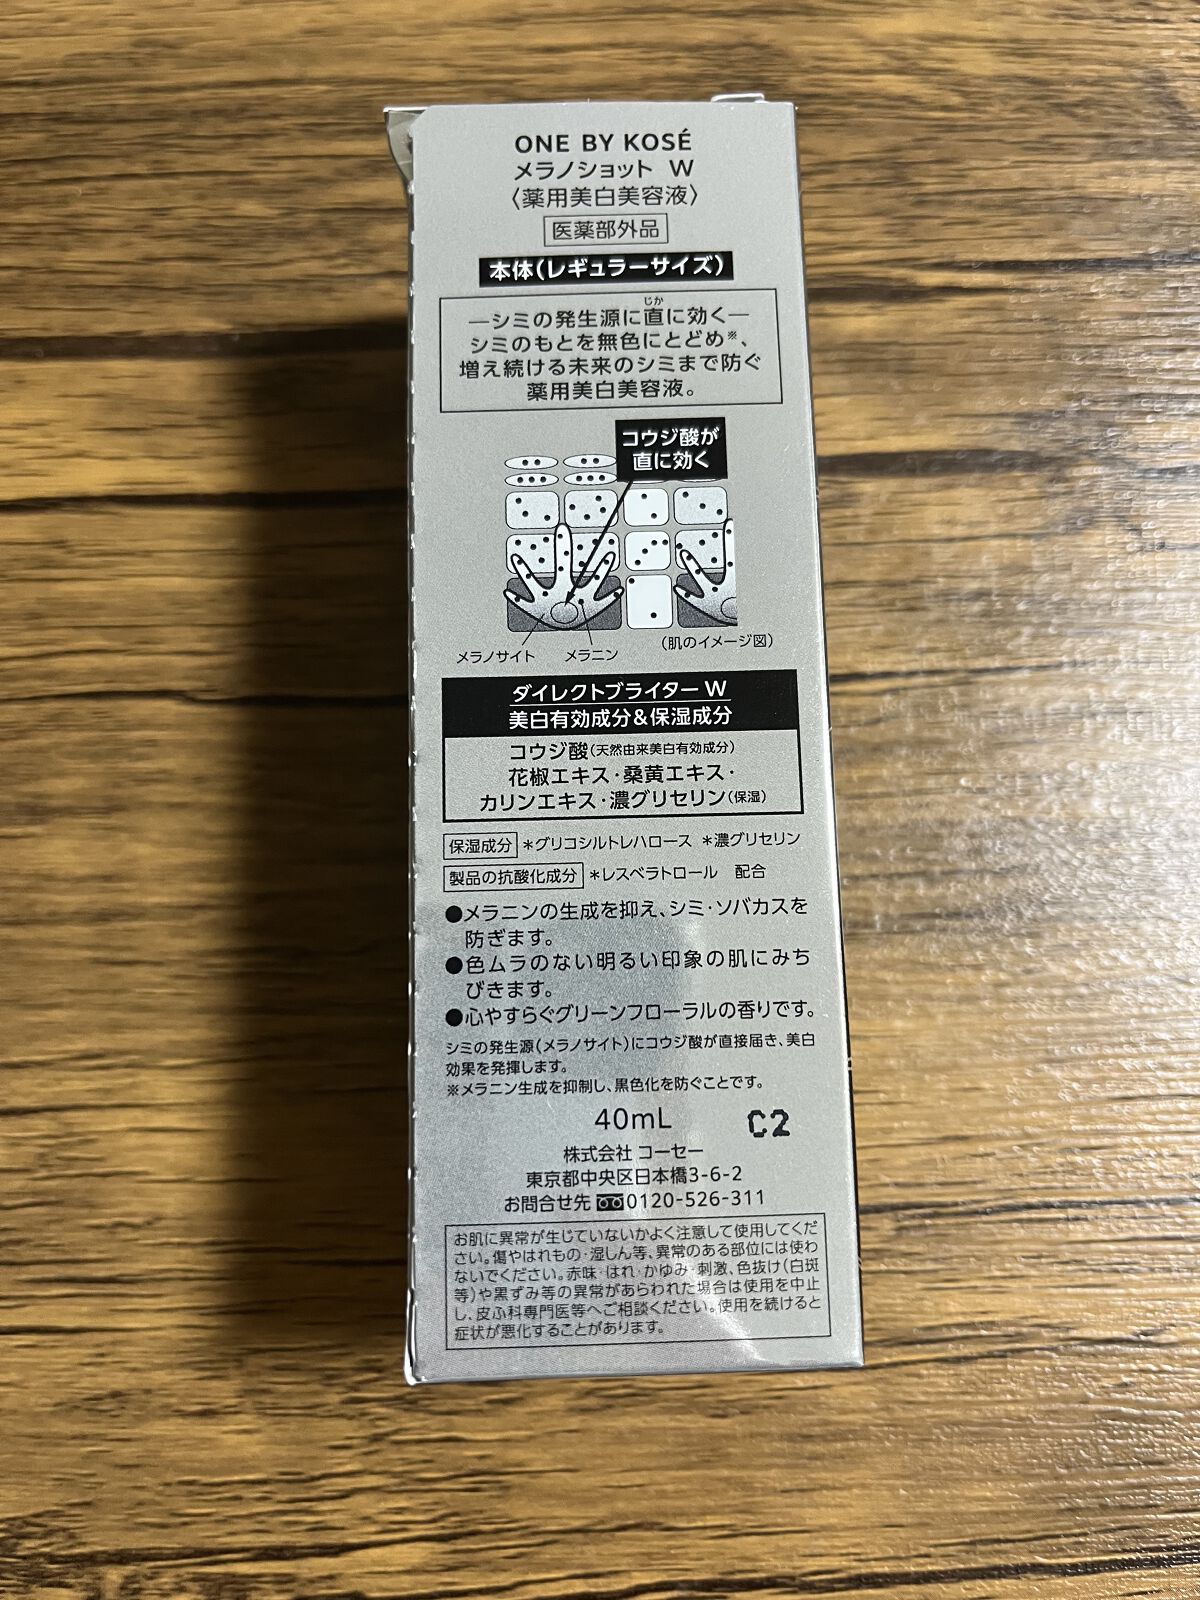 ONE BY KOSÉ
メラノショット W
〈薬用美白美容液〉
医薬部外品
本体(レギュラーサイズ)
じか
―シミの発生源に直に効く―
シミのもとを無色にとどめ※、
増え続ける未来のシミまで防ぐ
薬用美白美容液。
コウジ酸が
直に効く
メラノサイト メラニン (肌のイメージ図)
ダイレクトブライター W
美白有効成分&保湿成分
コウジ酸(天然由来美白有効成分)
花椒エキス・桑黄エキス・
カリンエキス・濃グリセリン(保湿)
保湿成分 *グリコシルトレハロース *濃グリセリン
製品の抗酸化成分 *レスベラトロール 配合
●メラニンの生成を抑え、シミ・ソバカスを
防ぎます。
●色ムラのない明るい印象の肌にみち
びきます。
●心やすらぐグリーンフローラルの香りです。
シミの発生源(メラノサイト)にコウジ酸が直接届き、美白
効果を発揮します。
※メラニン生成を抑制し、黒色化を防ぐことです。
40mL C2
株式会社 コーセー
東京都中央区日本橋3-6-2
お問合せ先 0120-526-311
お肌に異常が生じていないかよく注意して使用してくだ
さい。傷やはれもの・湿しん等、異常のある部位には使わ
ないでください。赤味・はれ・かゆみ・刺激、色抜け(白斑
等)や黒ずみ等の異常があらわれた場合は使用を中止
し、皮ふ科専門医等へご相談ください。使用を続けると
症状が悪化することがあります。